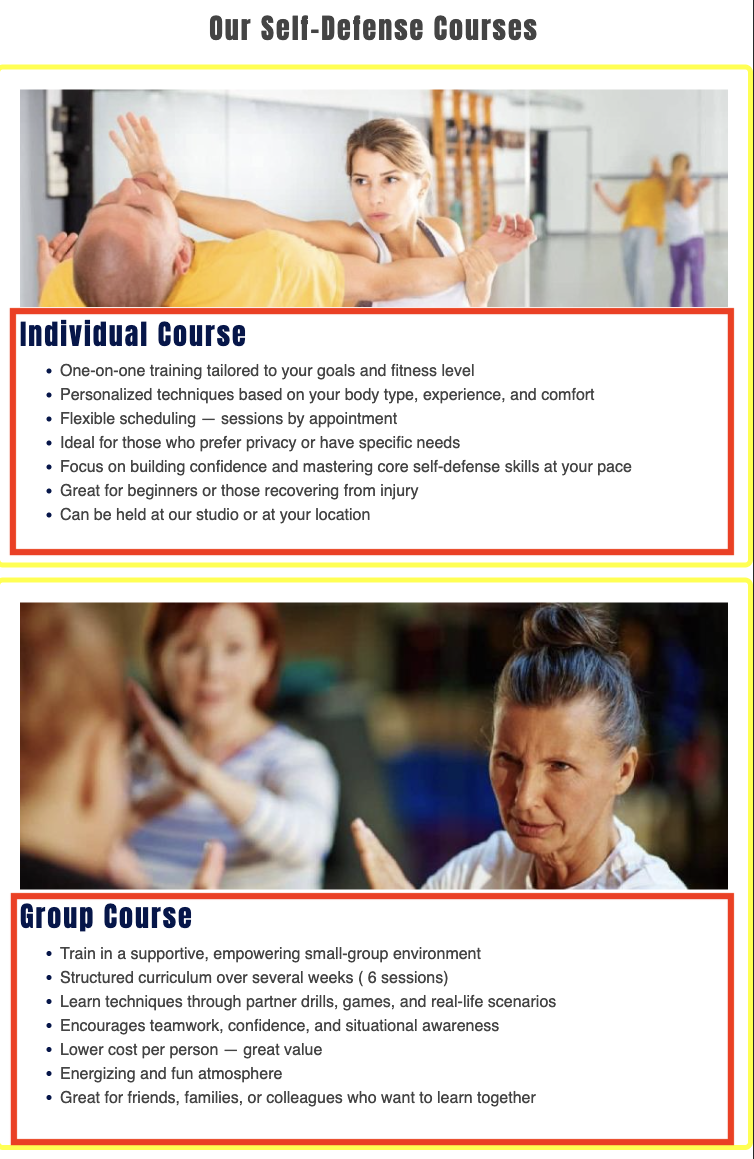 Our Self-Defense Courses
Individual Course
• One-on-one training tailored to your goals and fitness level
• Personalized techniques based on your body type, experience, and comfort
• Flexible scheduling — sessions by appointment
• Ideal for those who prefer privacy or have specific needs
• Focus on building confidence and mastering core self-defense skills at your pace
• Great for beginners or those recovering from injury
• Can be held at our studio or at your location
Group Course
• Train in a supportive, empowering small-group environment
• Structured curriculum over several weeks ( 6 sessions)
• Learn techniques through partner drills, games, and real-life scenarios
• Encourages teamwork, confidence, and situational awareness
• Lower cost per person — great value
• Energizing and fun atmosphere
• Great for friends, families, or colleagues who want to learn together